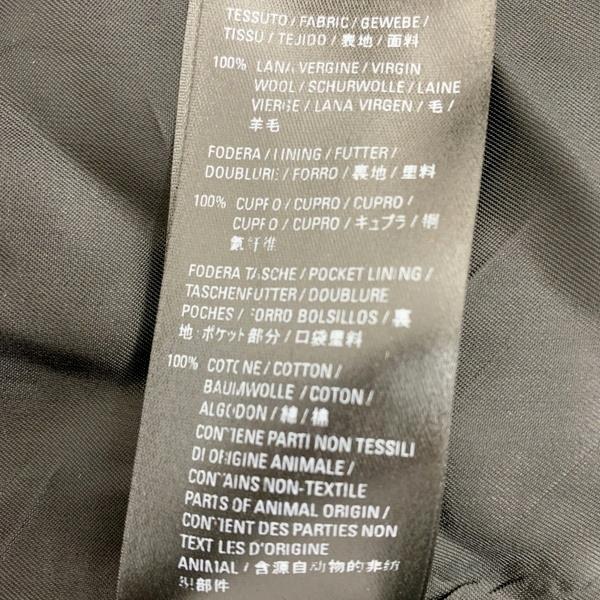 TESSUTO / FABRIC / GEWEBE /
TISSU / TEJIDO / 表地 / 面料
100% LANA VERGINE / VIRGIN
WOOL / SCHURWOLLE / LAINE
VIERGE / LANA VIRGEN / 毛 /
羊毛
FODERA / LINING / FUTTER /
DOUBLURE / FORRO / 裏地 / 里料
100% CUPRO / CUPRO / CUPRO /
CUPRO / CUPRO / キュプラ / 铜
氨纤维
FODERA TASCHE / POCKET LINING /
TASCHENFUTTER / DOUBLURE
POCHES / FORRO BOLSILLOS / 裏
地:ポケット部分 / 口袋里料
100% COTONE / COTTON /
BAUMWOLLE / COTON /
ALGODON / 綿 / 棉
CONTIENE PARTI NON TESSILI
DI ORIGINE ANIMALE /
CONTAINS NON-TEXTILE
PARTS OF ANIMAL ORIGIN /
CONTIENT DES PARTIES NON
TEXTILES D'ORIGINE
ANIMALE / 含源自动物的非纺
织部件